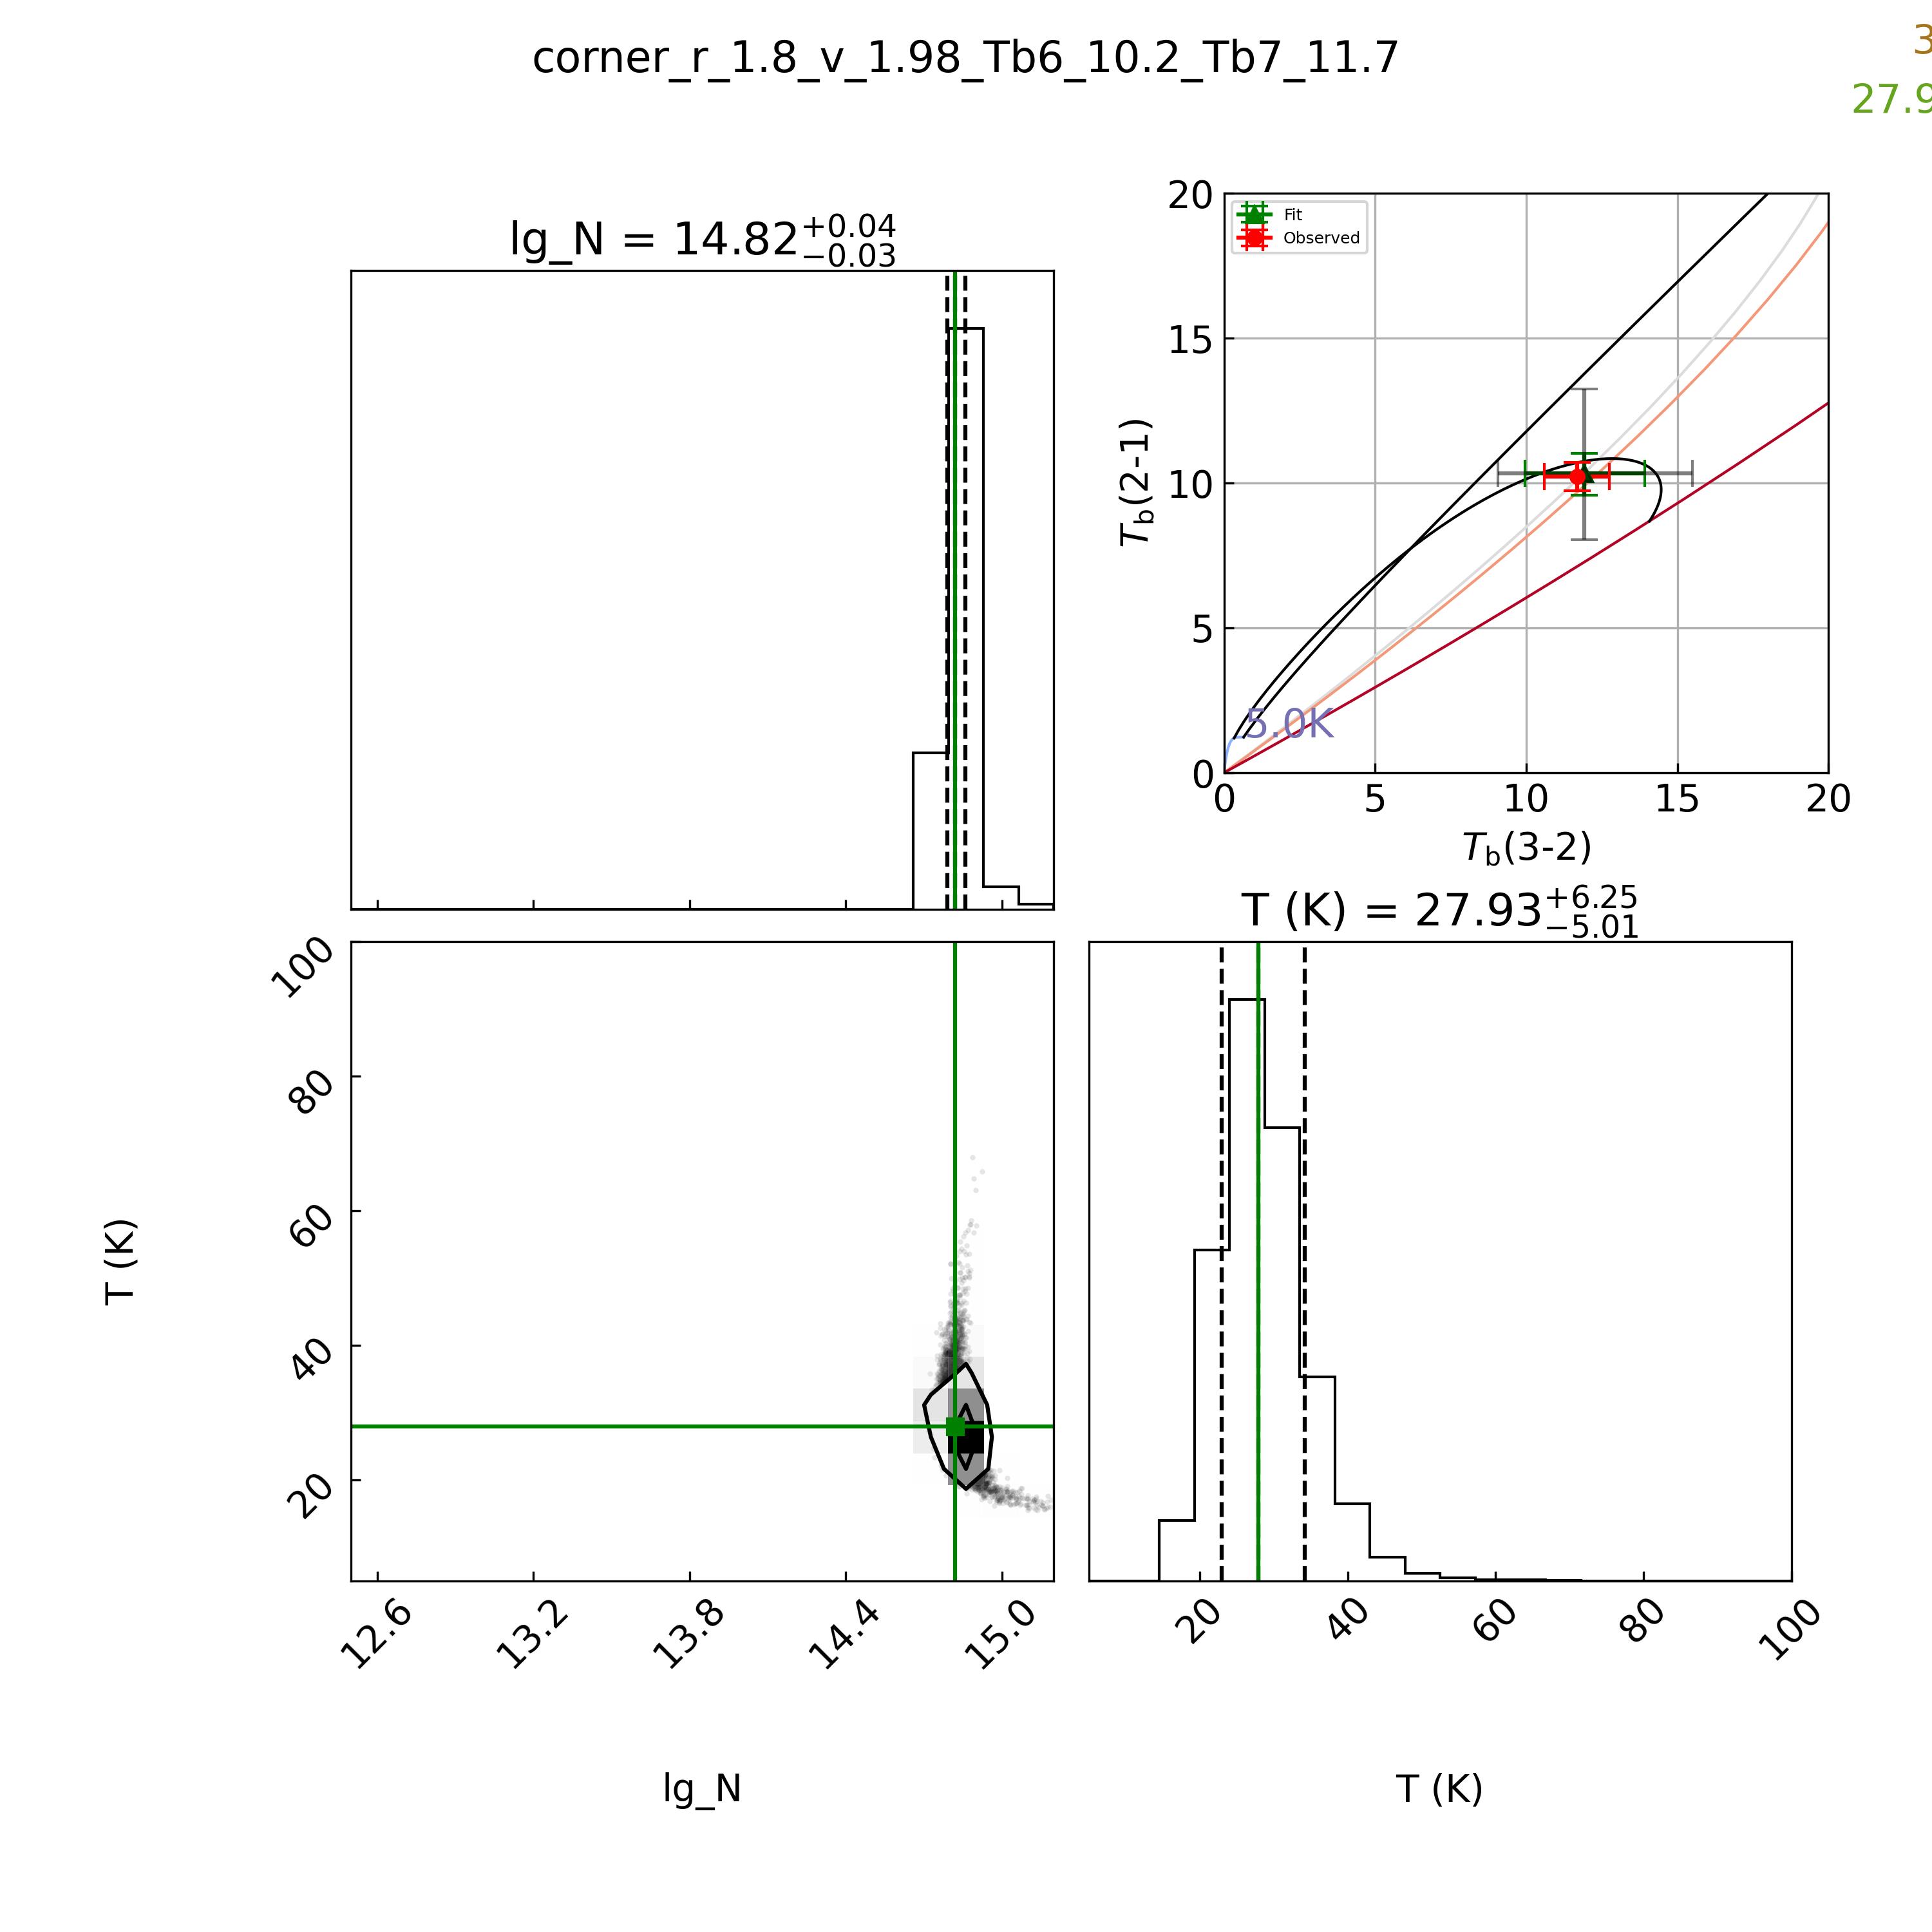 corner_r_1.8_v_1.98_Tb6_10.2_Tb7_11.7
3
27.9
lg_N = 14.82+0.04 −0.03
20
15
10
5
0
Fit
Observed
5.0K
0 5 10 15 20
Tb(2-1)
Tb(3-2)
T (K) = 27.93+6.25 −5.01
100
80
60
40
20
T (K)
12.6 13.2 13.8 14.4 15.0
20 40 60 80 100
lg_N
T (K)